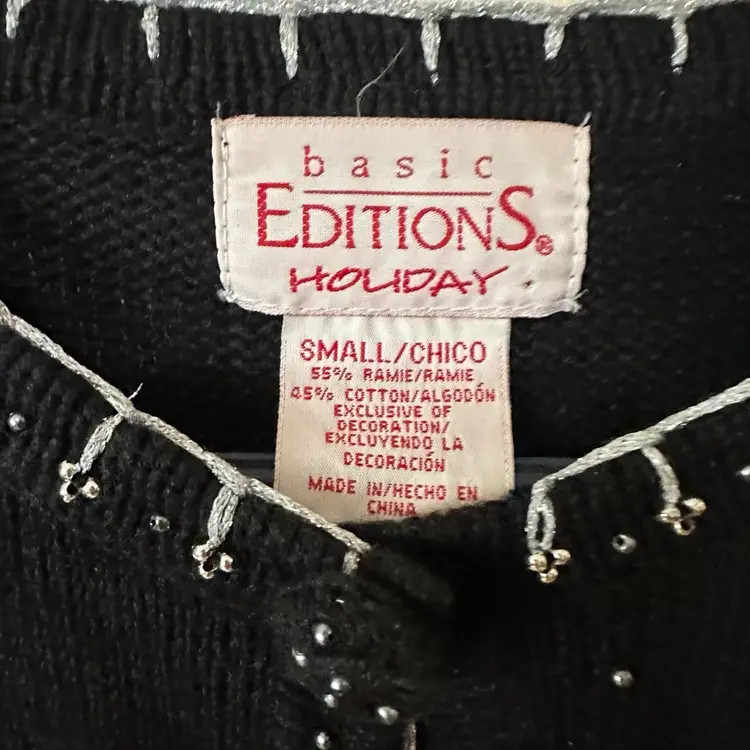 basic
EDITIONS®
HOLIDAY
SMALL/CHICO
55% RAMIE/RAMIE
45% COTTON/ALGODÓN
EXCLUSIVE OF
DECORATION/
EXCLUYENDO LA
DECORACIÓN
MADE IN/HECHO EN
CHINA